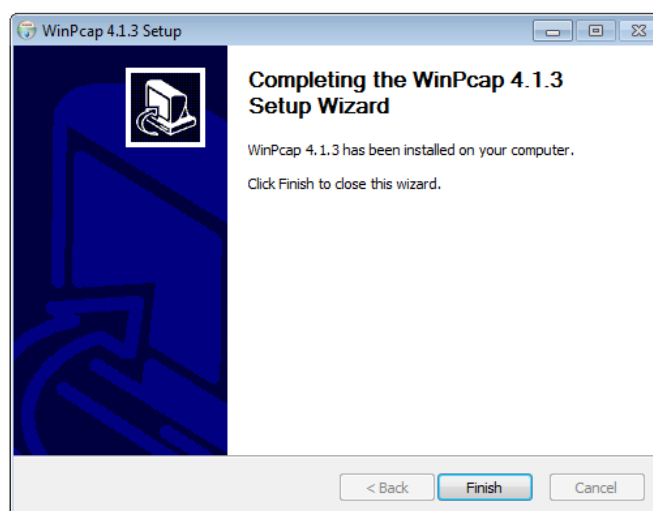 WinPcap 4.1.3 Setup
Completing the WinPcap 4.1.3
Setup Wizard
WinPcap 4.1.3 has been installed on your computer.
Click Finish to close this wizard.
< Back
Finish
Cancel